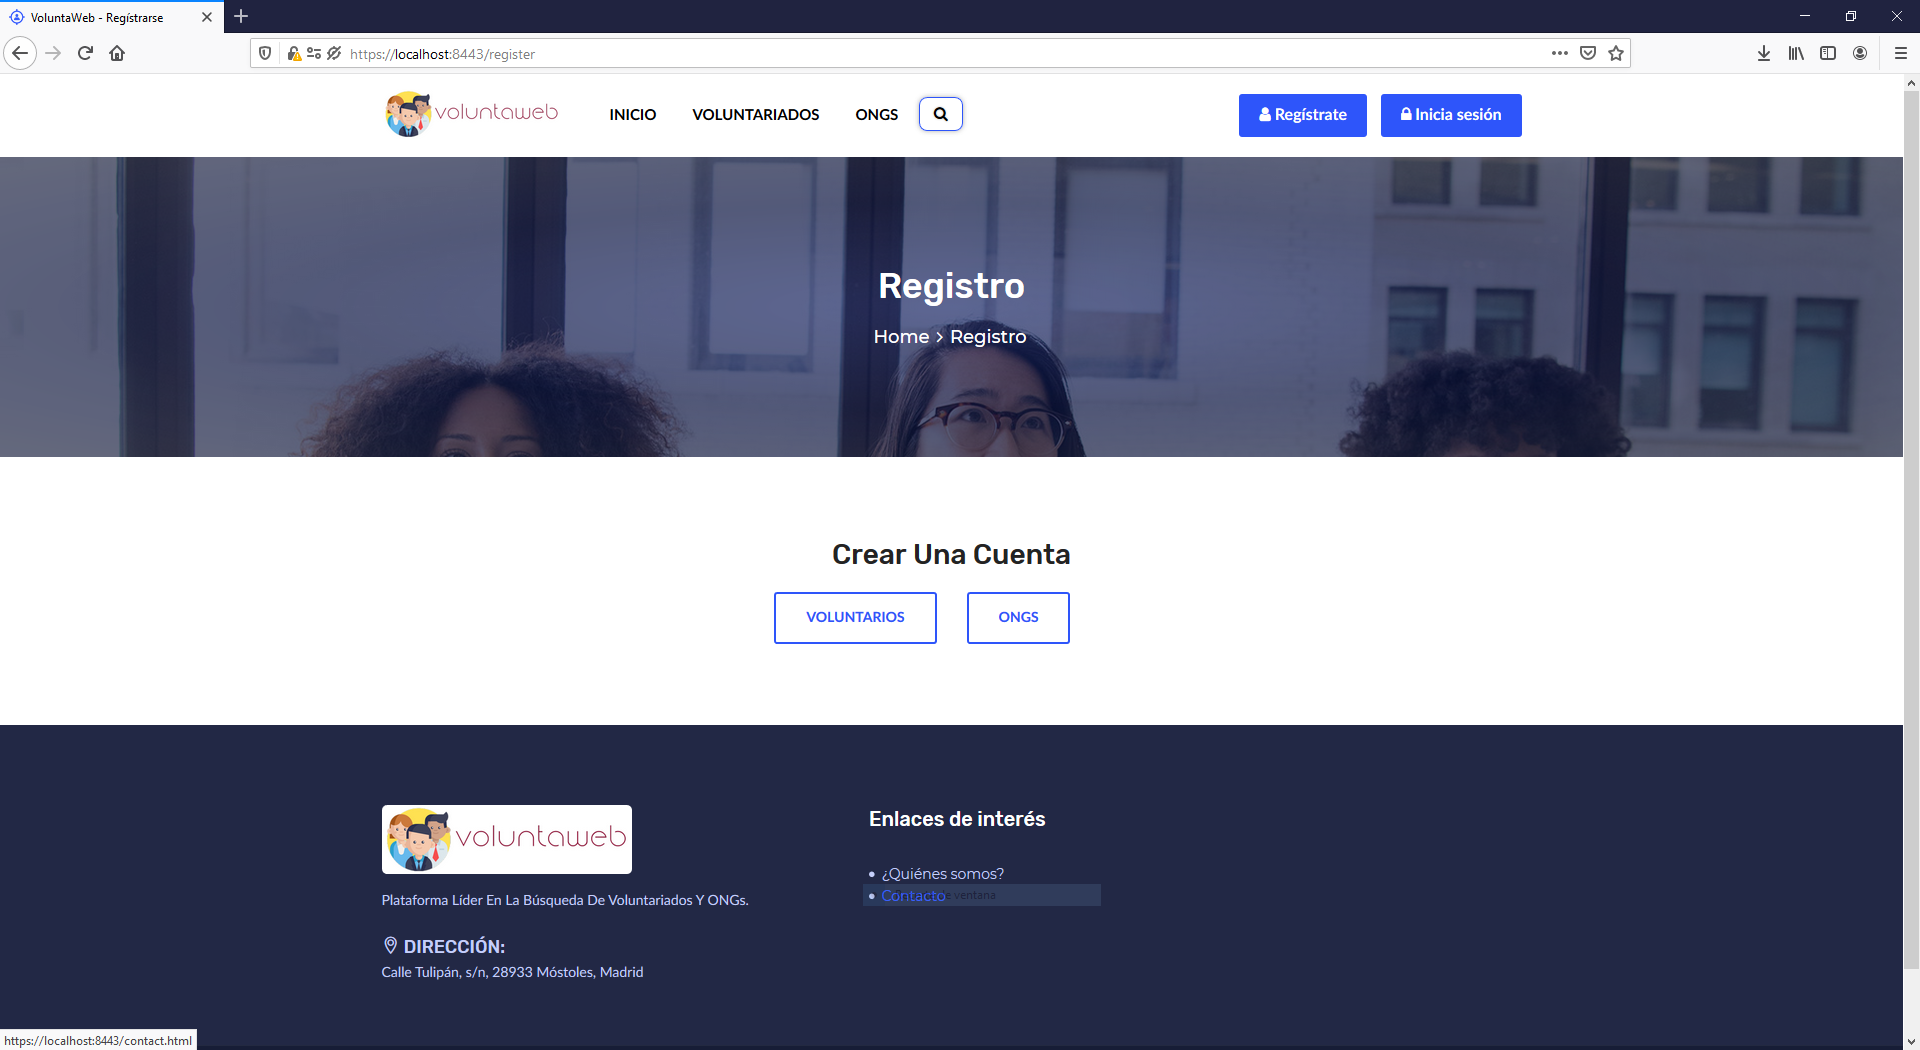 VoluntaWeb - Regístrarse
https://localhost:8443/register
voluntaweb
INICIO
VOLUNTARIADOS
ONGS
Regístrate
Inicia sesión
Registro
Home > Registro
Crear Una Cuenta
VOLUNTARIOS
ONGS
voluntaweb
Plataforma Líder En La Búsqueda De Voluntariados Y ONGs.
DIRECCIÓN:
Calle Tulipán, s/n, 28933 Móstoles, Madrid
Enlaces de interés
• ¿Quiénes somos?
• Contacto
ventana
https://localhost:8443/contact.html